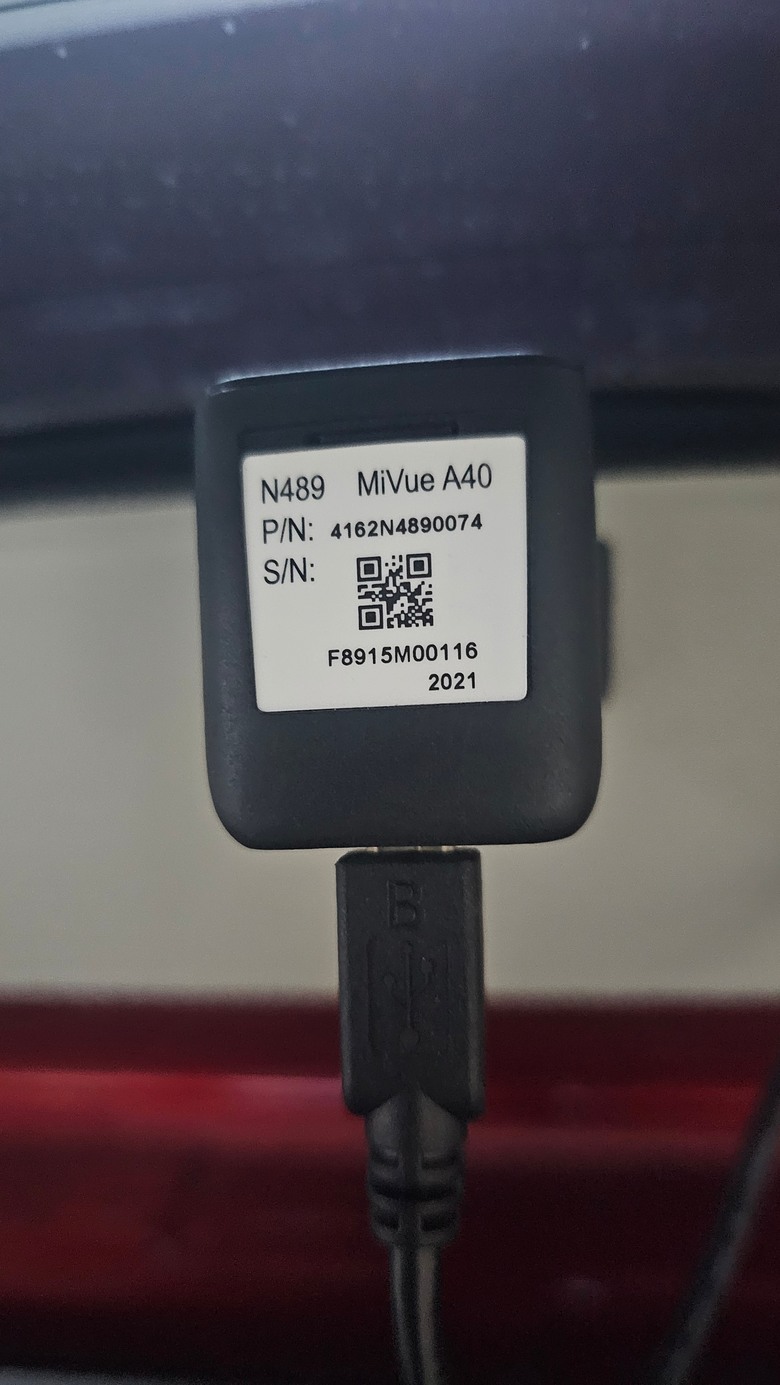 N489 MiVue A40
P/N: 4162N4890074
S/N:
F8915M00116
2021
B